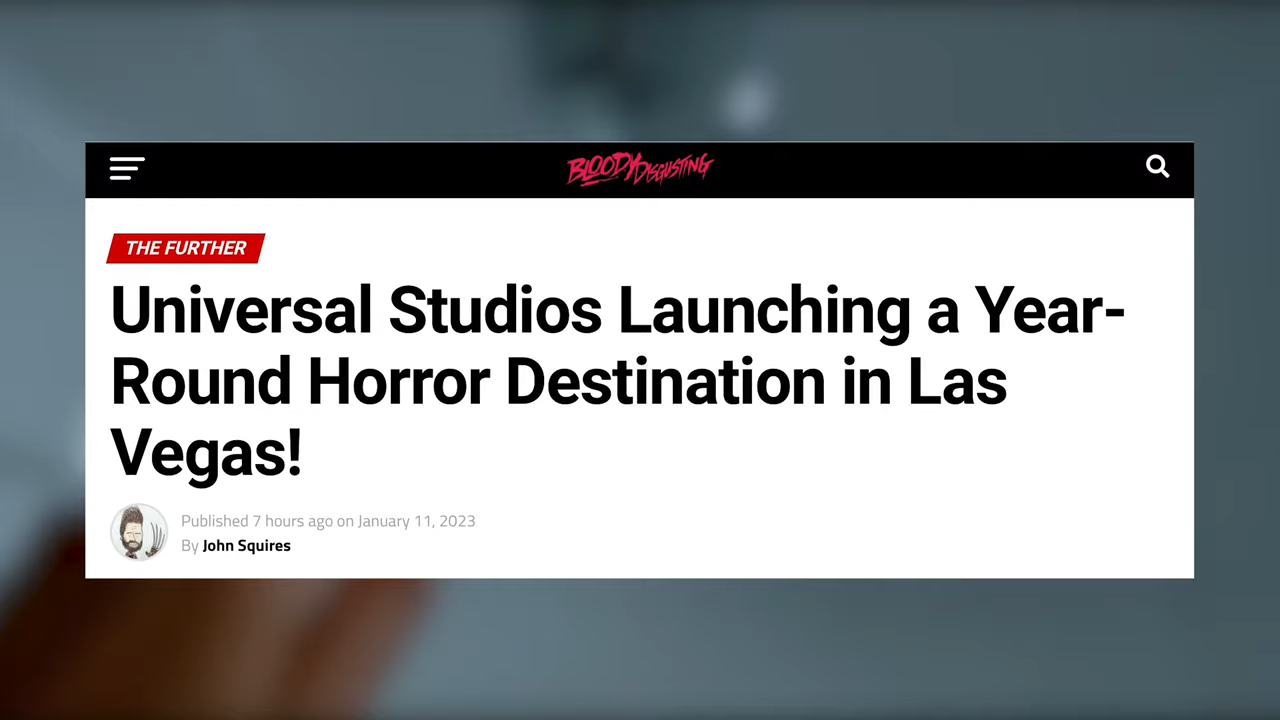 BLOODY DISGUSTING
THE FURTHER
Universal Studios Launching a Year-
Round Horror Destination in Las
Vegas!
Published 7 hours ago on January 11, 2023
By John Squires